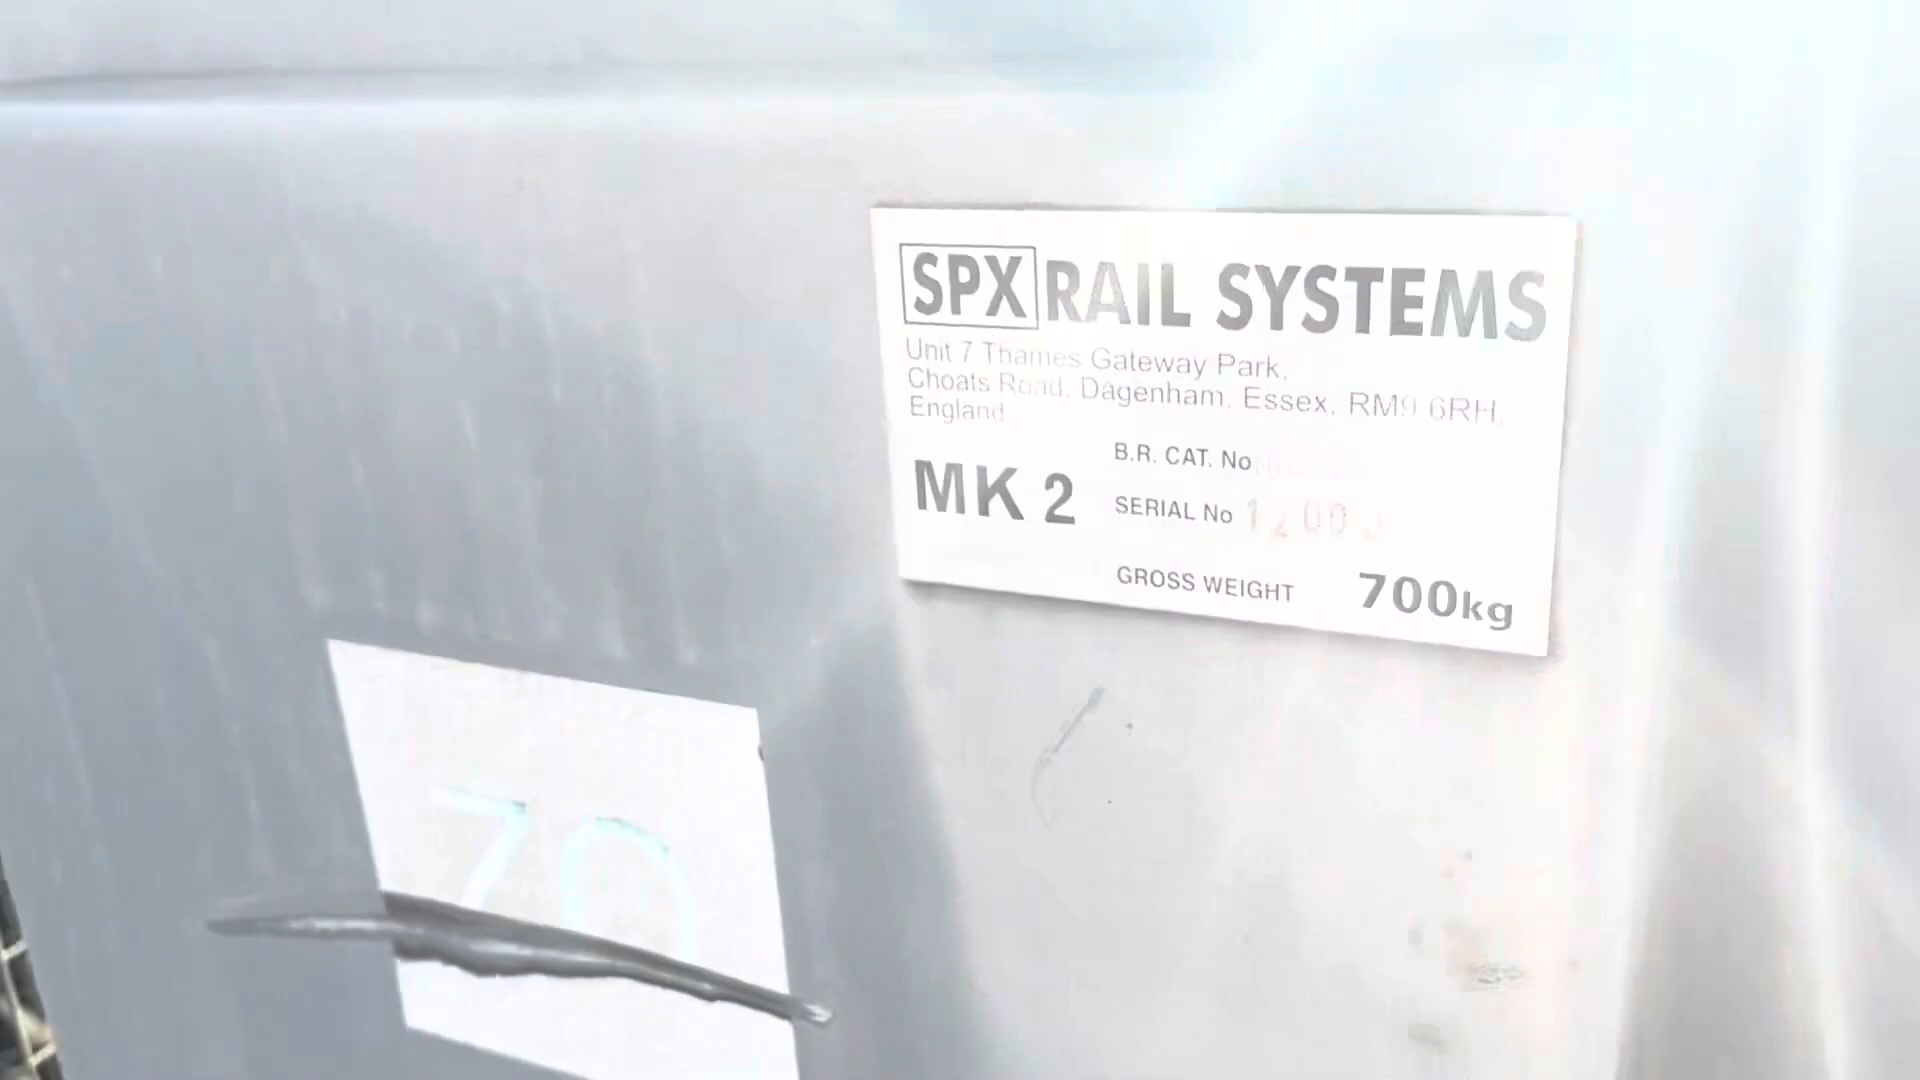 SPX RAIL SYSTEMS
Unit 7 Thames Gateway Park,
Choats Road, Dagenham, Essex, RM9 6RH,
England
B.R. CAT. No
MK 2
SERIAL No
GROSS WEIGHT 700kg